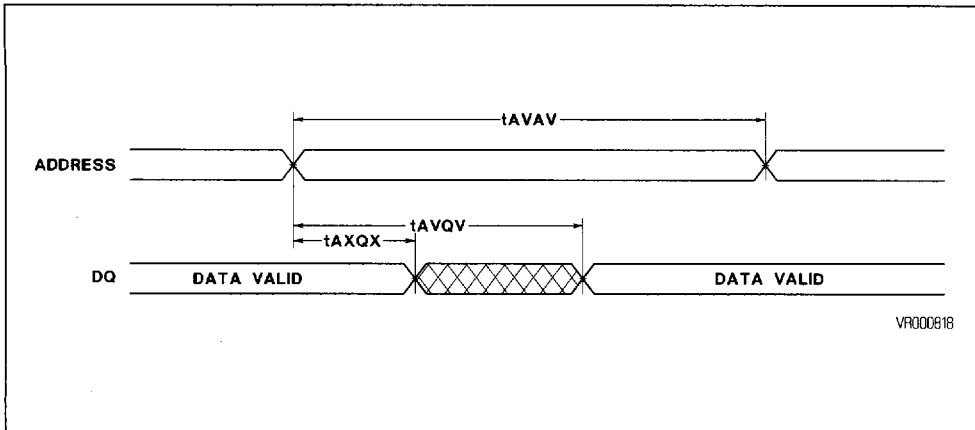 tAVAV
ADDRESS
tAVQV
tAXQX
DQ
DATA VALID
DATA VALID
VR000818